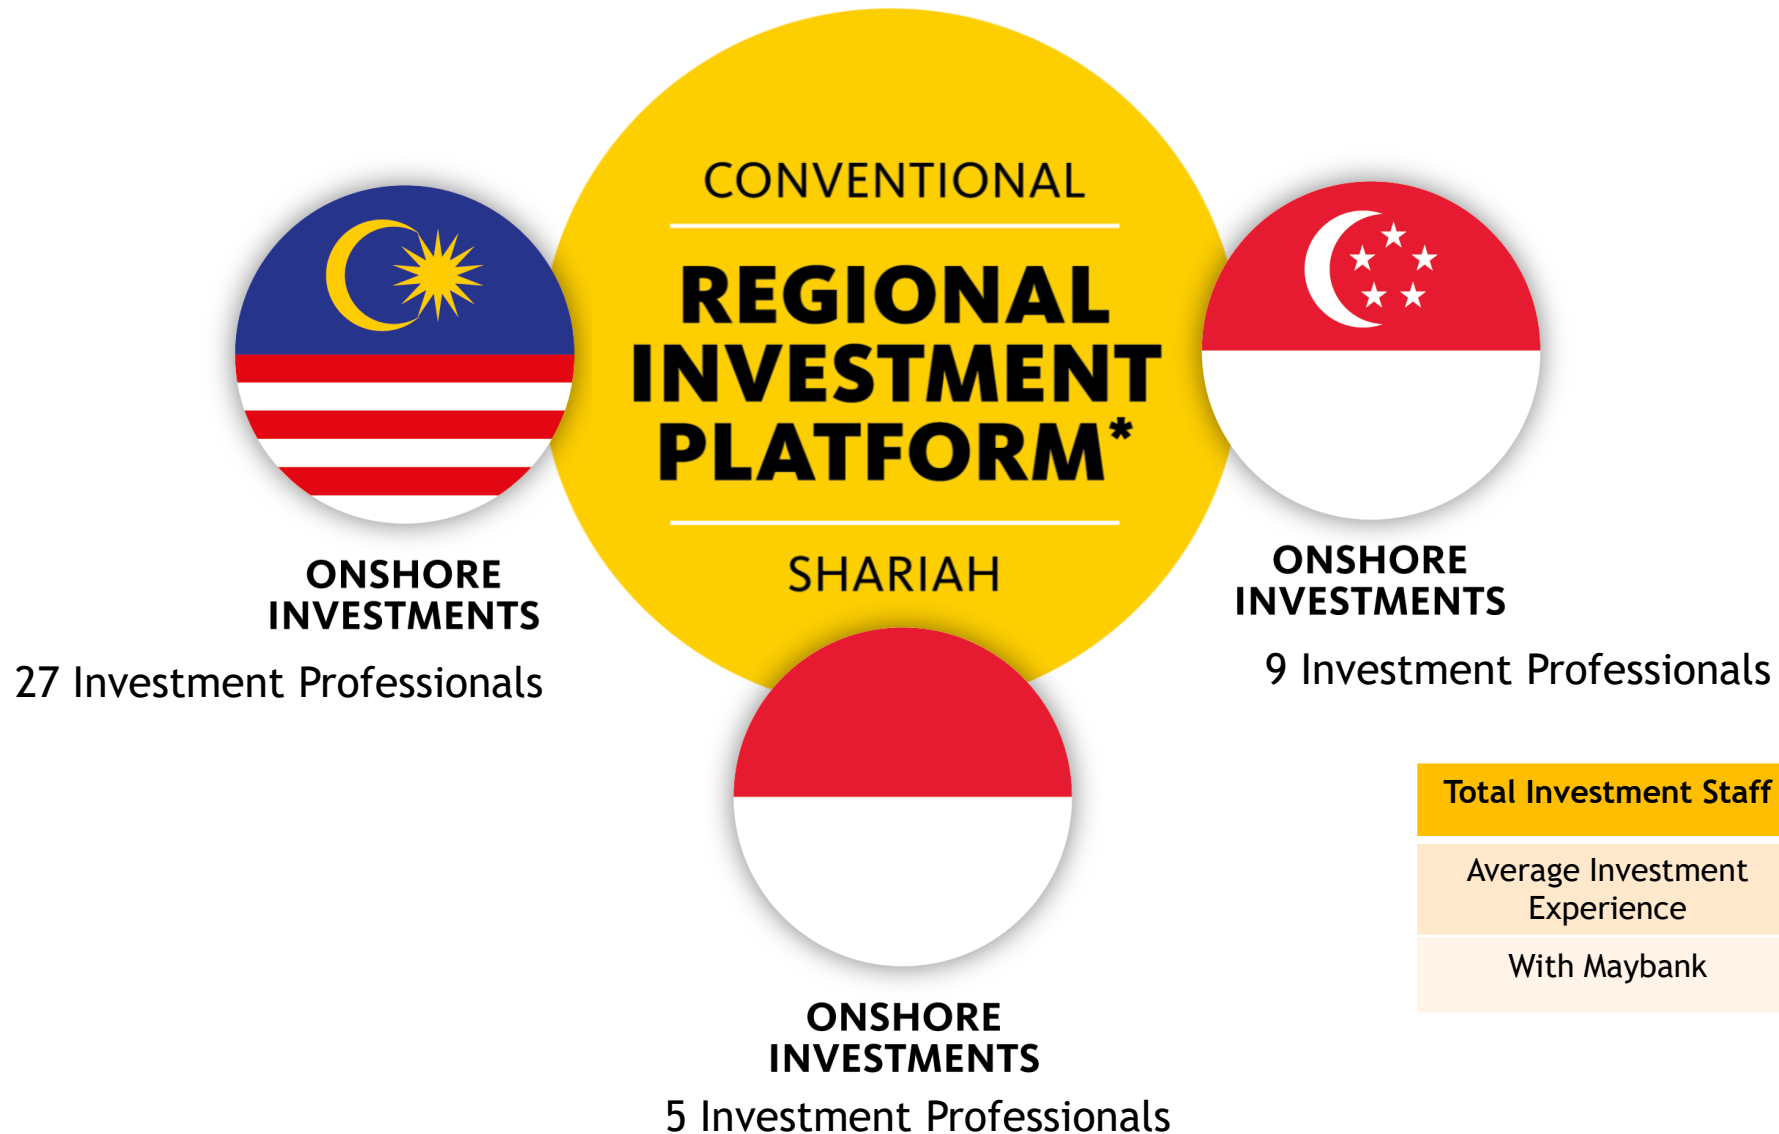 CONVENTIONAL
REGIONAL
INVESTMENT
PLATFORM*
SHARIAH
ONSHORE
INVESTMENTS
27 Investment Professionals
ONSHORE
INVESTMENTS
9 Investment Professionals
ONSHORE
INVESTMENTS
5 Investment Professionals
Total Investment Staff
Average Investment
Experience
With Maybank